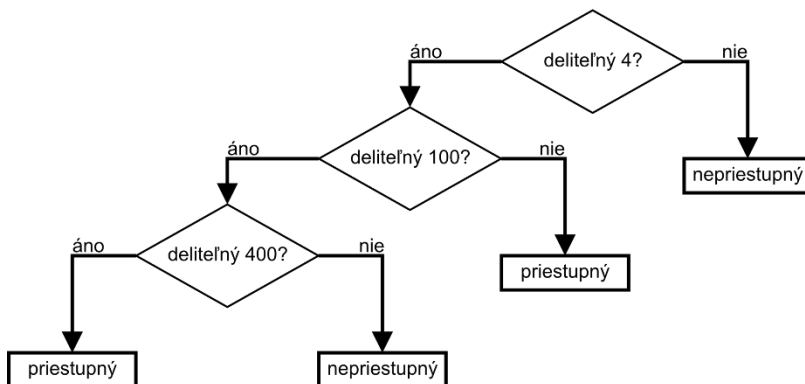 deliteľný 4?
áno
nie
deliteľný 100?
áno
nie
nepriestupný
deliteľný 400?
áno
nie
priestupný
priestupný
nepriestupný